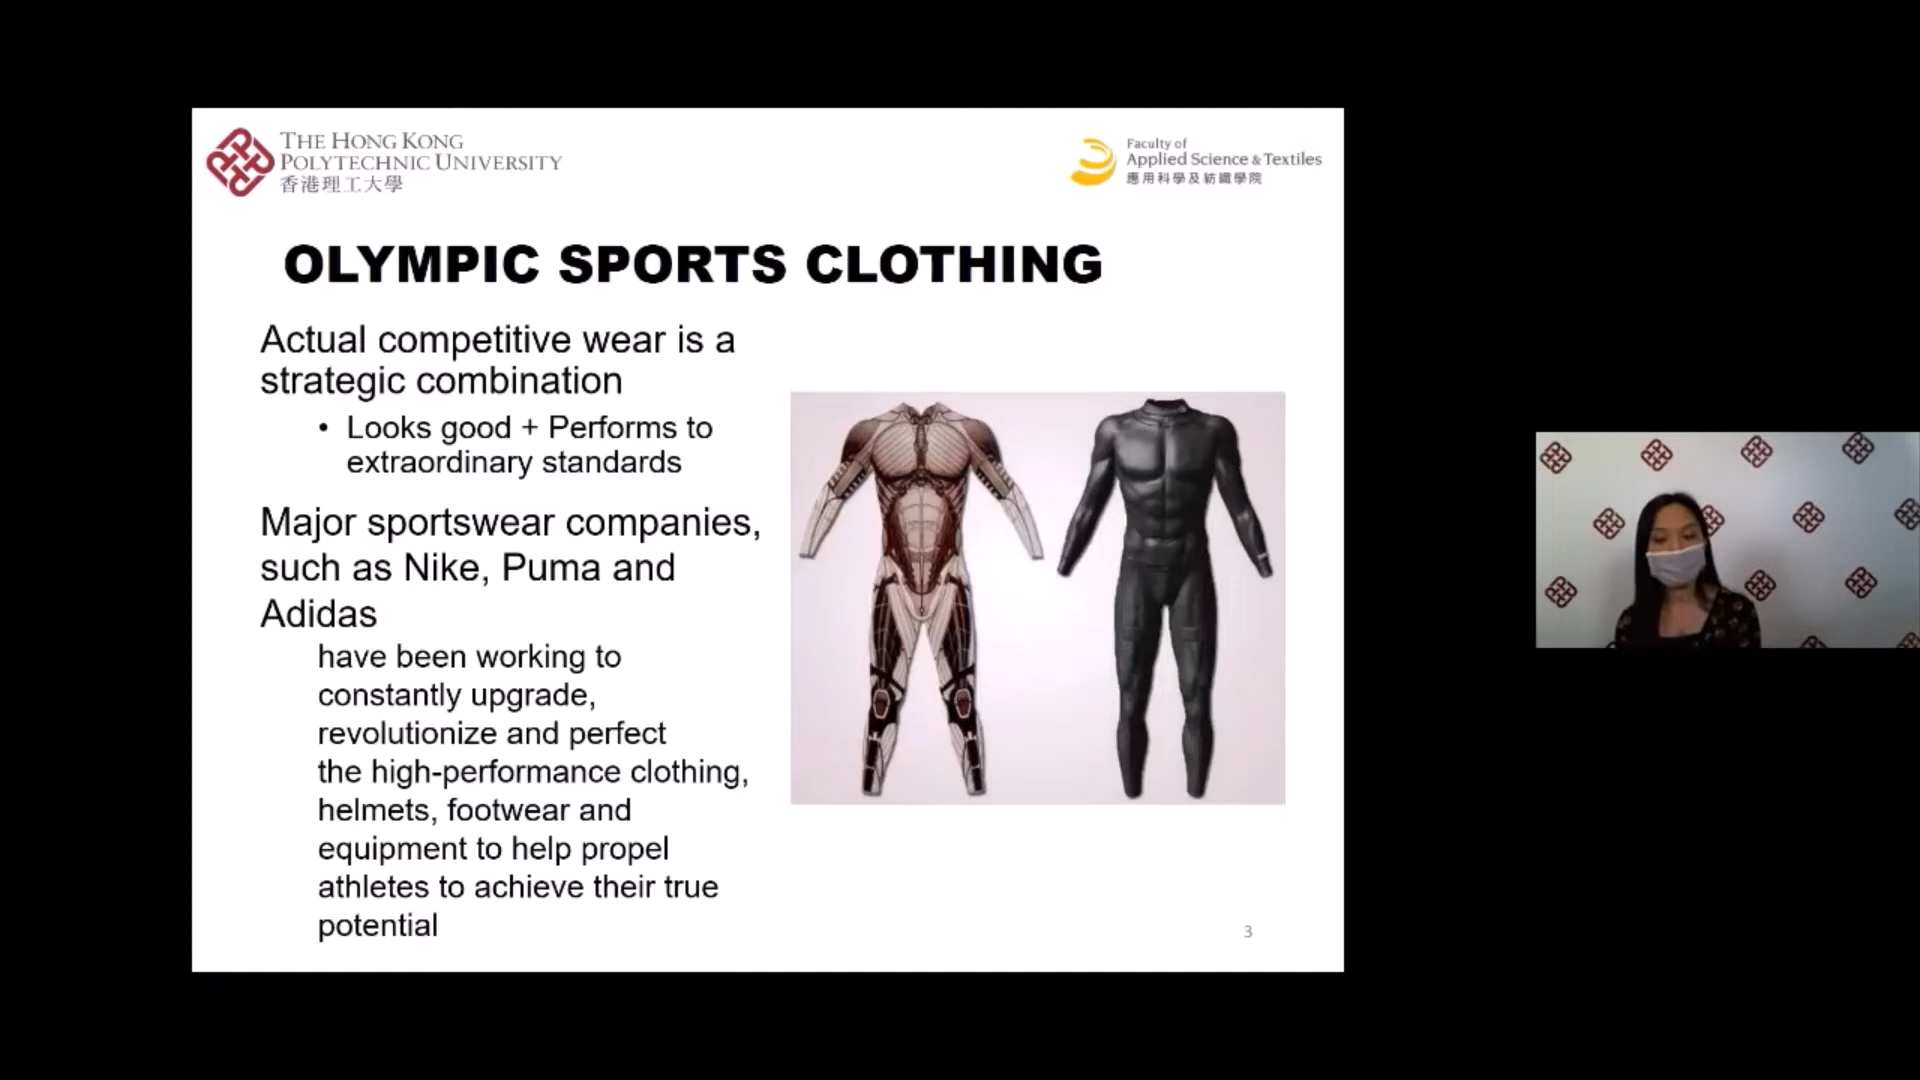 THE HONG KONG
POLYTECHNIC UNIVERSITY
香港理工大學
Faculty of
Applied Science & Textiles
應用科學及紡織學院
OLYMPIC SPORTS CLOTHING
Actual competitive wear is a
strategic combination
• Looks good + Performs to
extraordinary standards
Major sportswear companies,
such as Nike, Puma and
Adidas
have been working to
constantly upgrade,
revolutionize and perfect
the high-performance clothing,
helmets, footwear and
equipment to help propel
athletes to achieve their true
potential
3